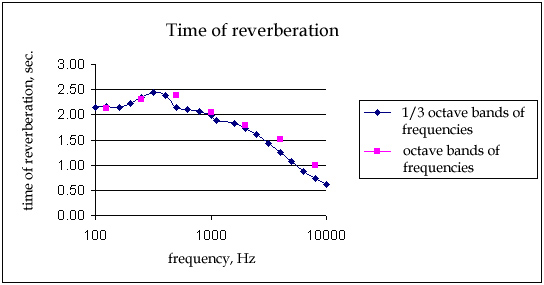 Time of reverberation
time of reverberation, sec.
3.00
2.50
2.00
1.50
1.00
0.50
0.00
100 1000 10000
frequency, Hz
1/3 octave bands of
frequencies
octave bands of
frequencies